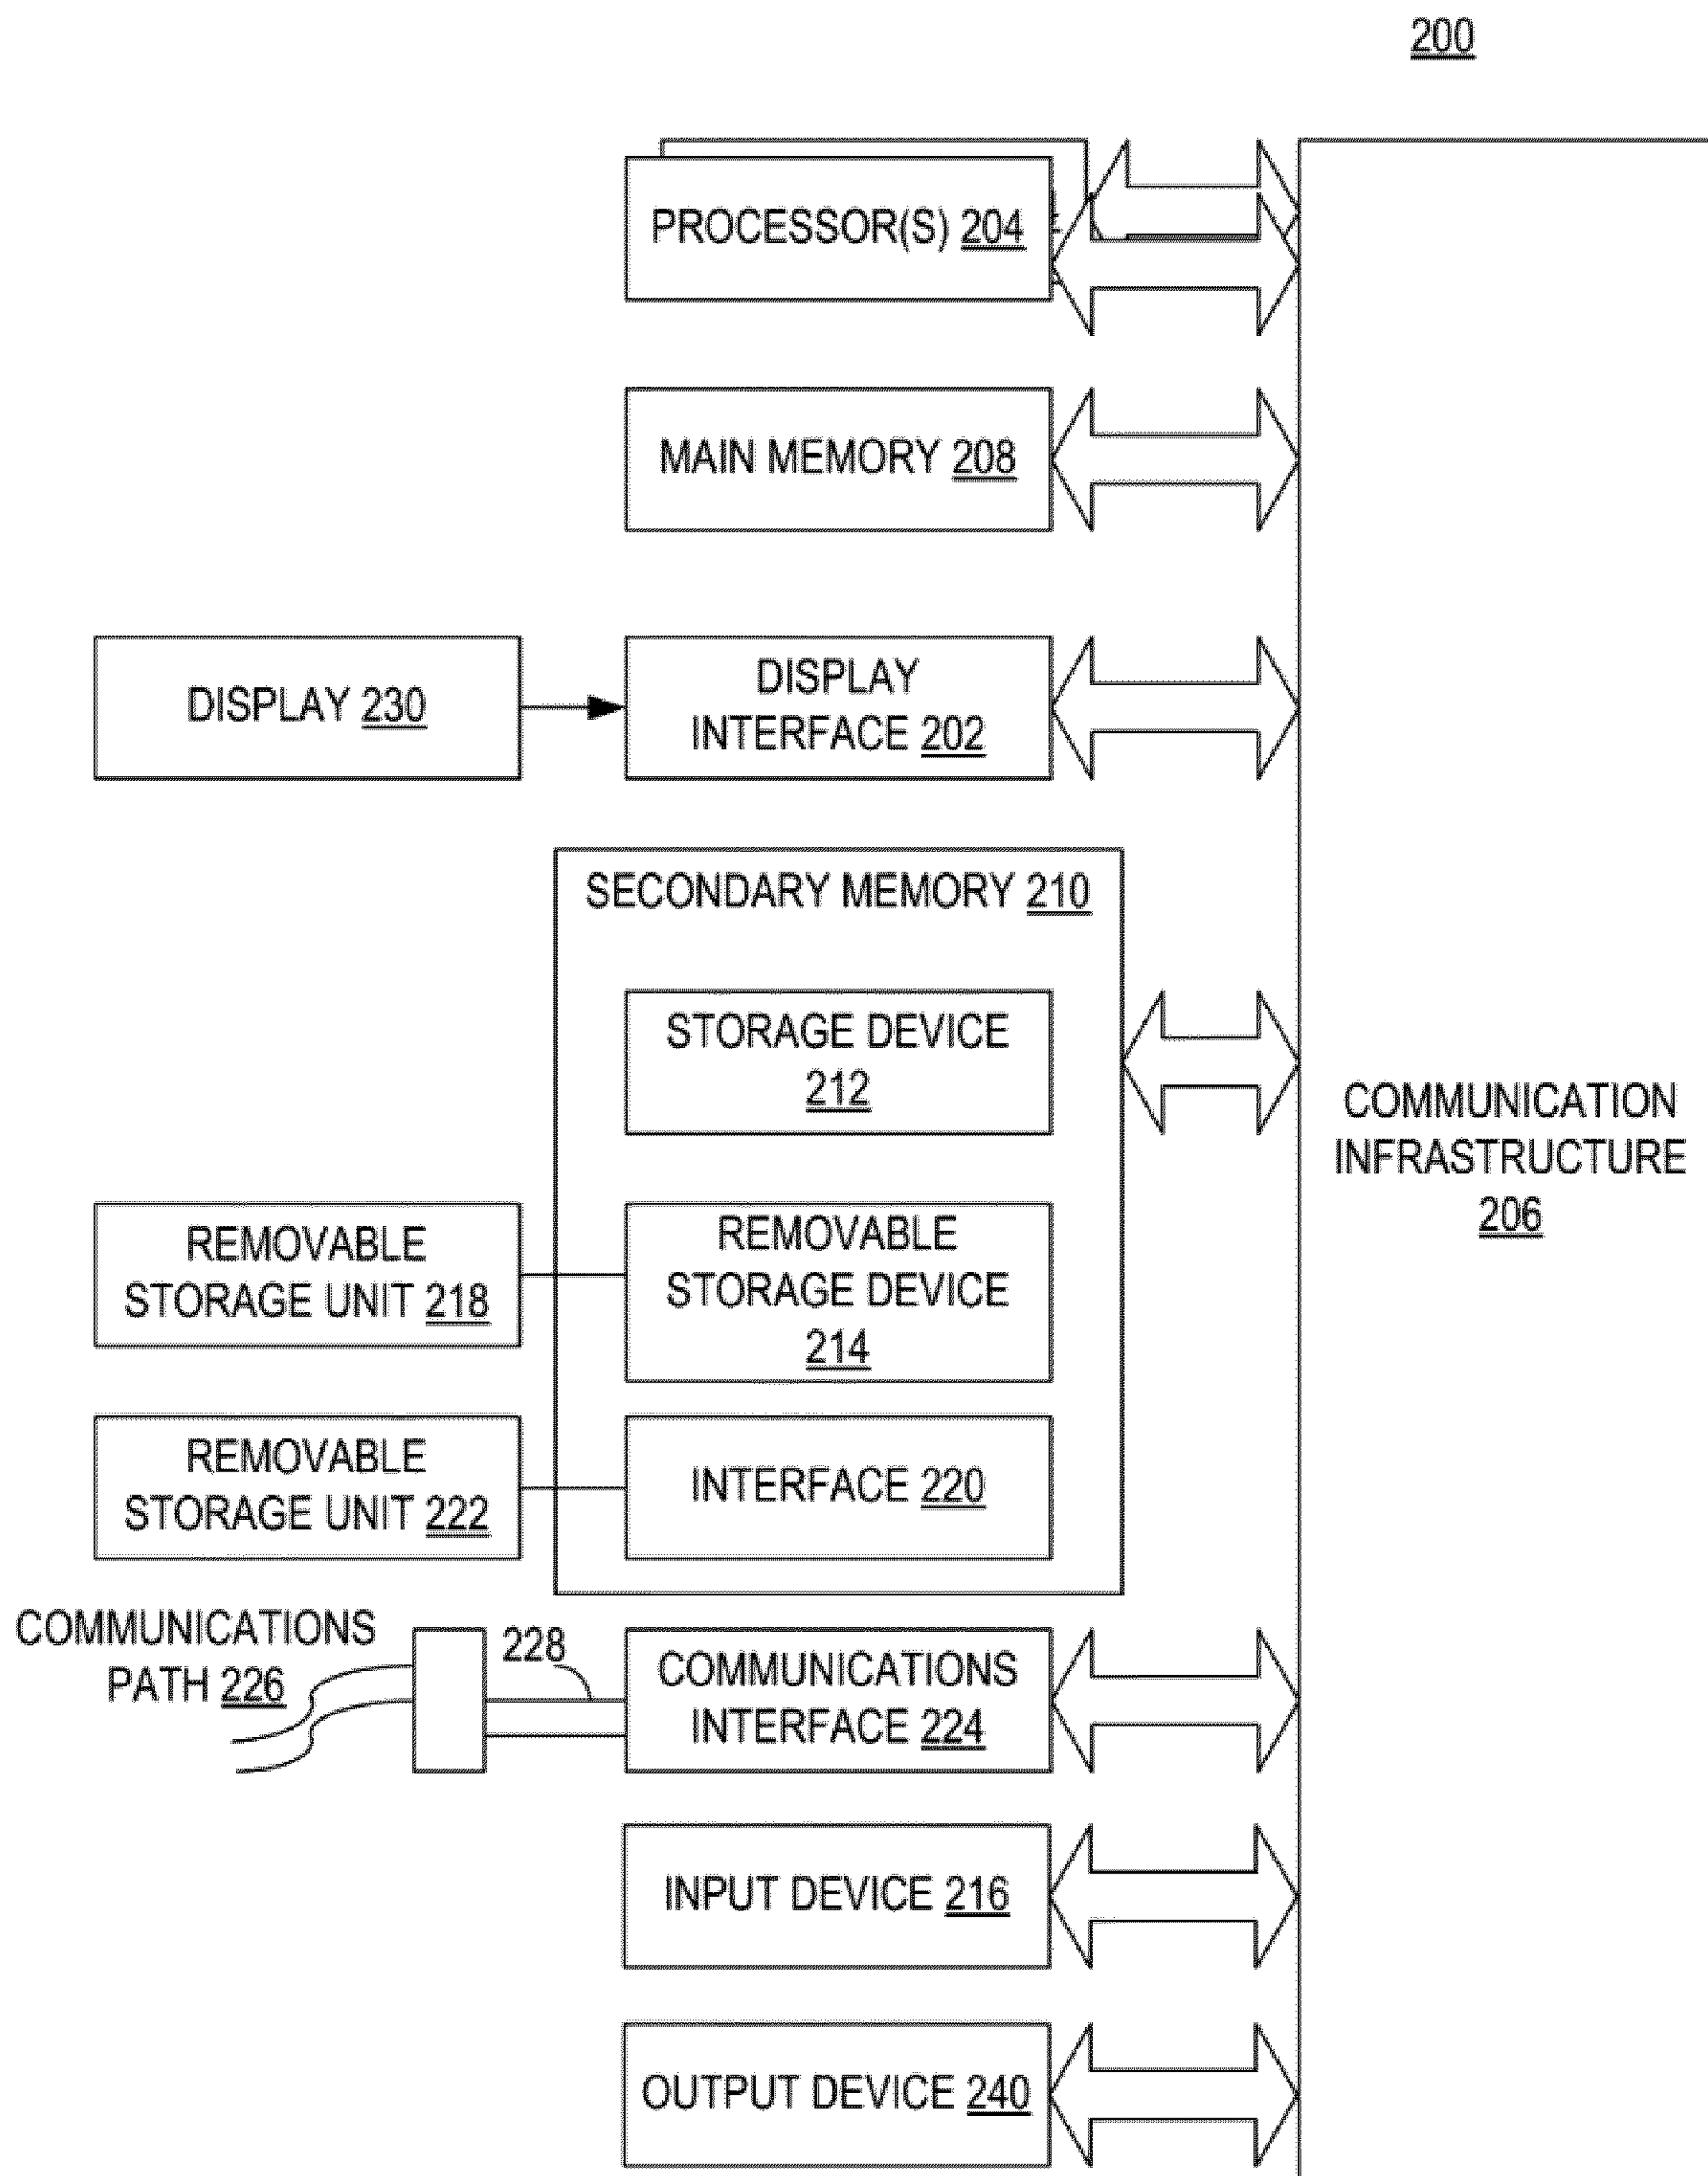 200
PROCESSOR(S) 204
MAIN MEMORY 208
DISPLAY 230
DISPLAY
INTERFACE 202
SECONDARY MEMORY 210
STORAGE DEVICE
212
COMMUNICATION
INFRASTRUCTURE
206
REMOVABLE
STORAGE UNIT 218
REMOVABLE
STORAGE DEVICE
214
REMOVABLE
STORAGE UNIT 222
INTERFACE 220
COMMUNICATIONS
PATH 226
228
COMMUNICATIONS
INTERFACE 224
INPUT DEVICE 216
OUTPUT DEVICE 240